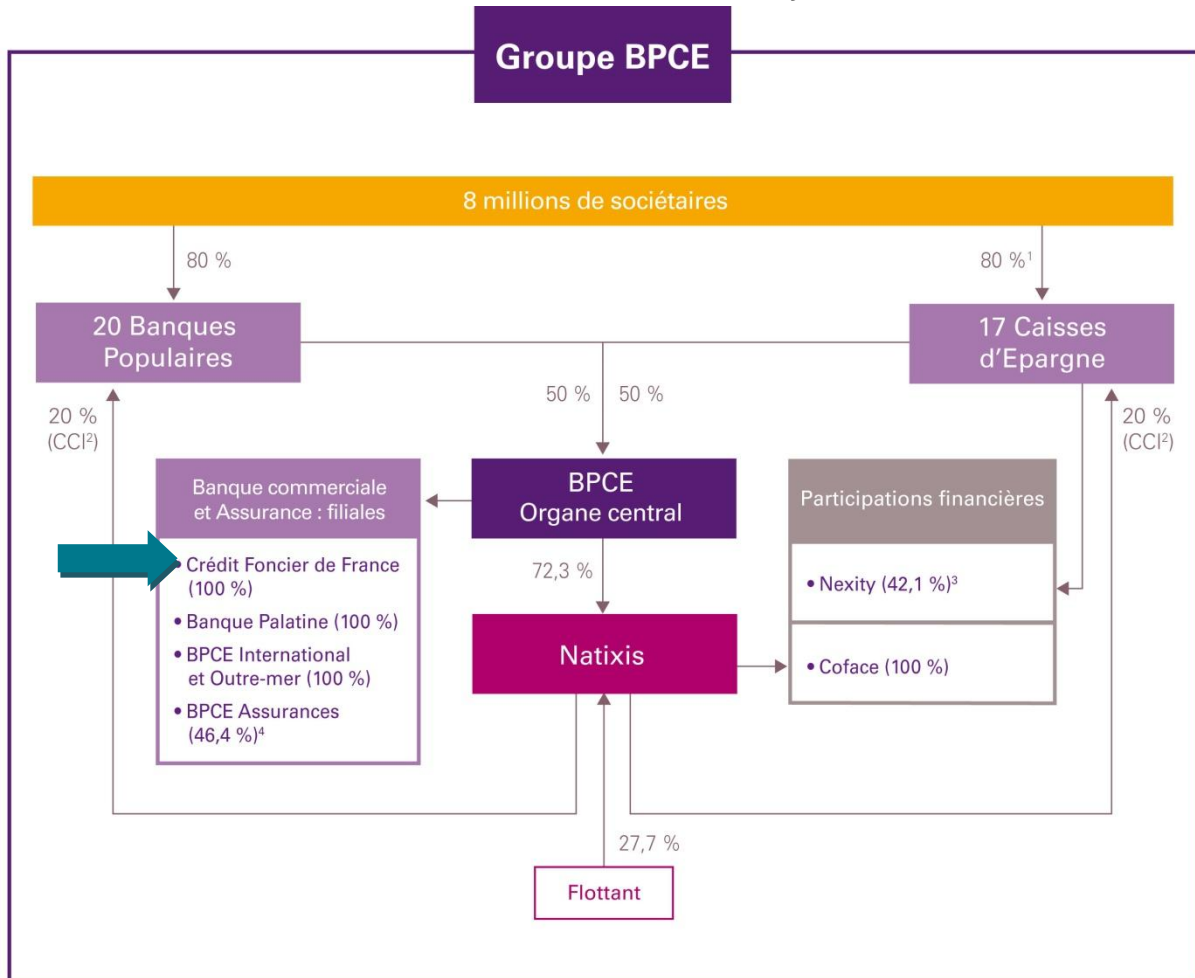 Groupe BPCE
8 millions de sociétaires
80 %
80 %¹
20 Banques
Populaires
17 Caisses
d'Epargne
50 %
50 %
20 %
(CCI²)
20 %
(CCI²)
Banque commerciale
et Assurance : filiales
• Crédit Foncier de France
(100 %)
• Banque Palatine (100 %)
• BPCE International
et Outre-mer (100 %)
• BPCE Assurances
(46,4 %)⁴
BPCE
Organe central
72,3 %
Natixis
Participations financières
• Nexity (42,1 %)³
• Coface (100 %)
27,7 %
Flottant